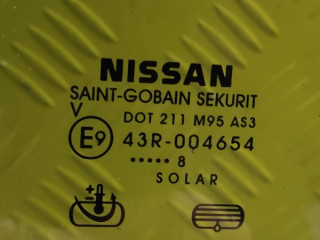 NISSAN
SAINT-GOBAIN SEKURIT
V
DOT 211 M95 AS3
E9 43R-004654
••••• 8
SOLAR
+ -